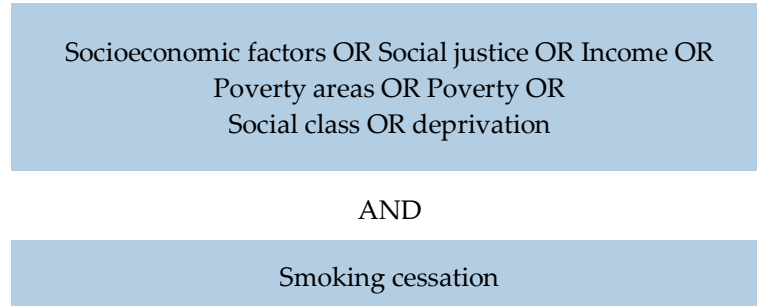 Socioeconomic factors OR Social justice OR Income OR
Poverty areas OR Poverty OR
Social class OR deprivation
AND
Smoking cessation